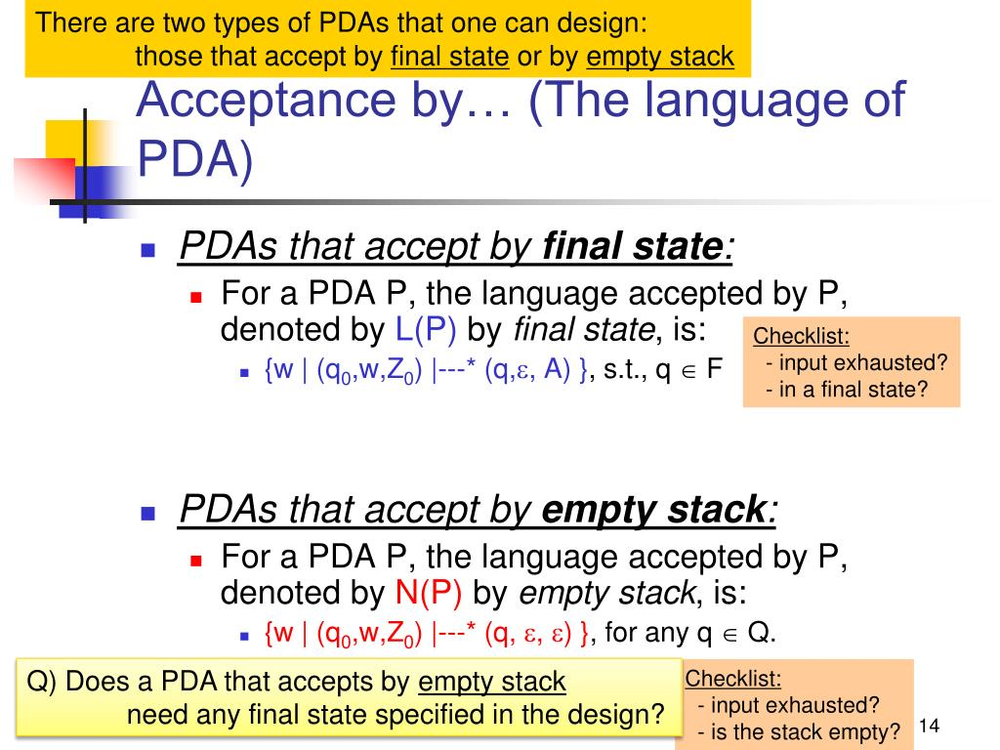 There are two types of PDAs that one can design:
those that accept by final state or by empty stack
Acceptance by… (The language of
PDA)
PDAs that accept by final state:
For a PDA P, the language accepted by P,
denoted by L(P) by final state, is:
{w | (q0,w,Z0) |---* (q,ε, A) }, s.t., q ∈ F
Checklist:
- input exhausted?
- in a final state?
PDAs that accept by empty stack:
For a PDA P, the language accepted by P,
denoted by N(P) by empty stack, is:
{w | (q0,w,Z0) |---* (q, ε, ε) }, for any q ∈ Q.
Q) Does a PDA that accepts by empty stack
need any final state specified in the design?
Checklist:
- input exhausted?
- is the stack empty?
14